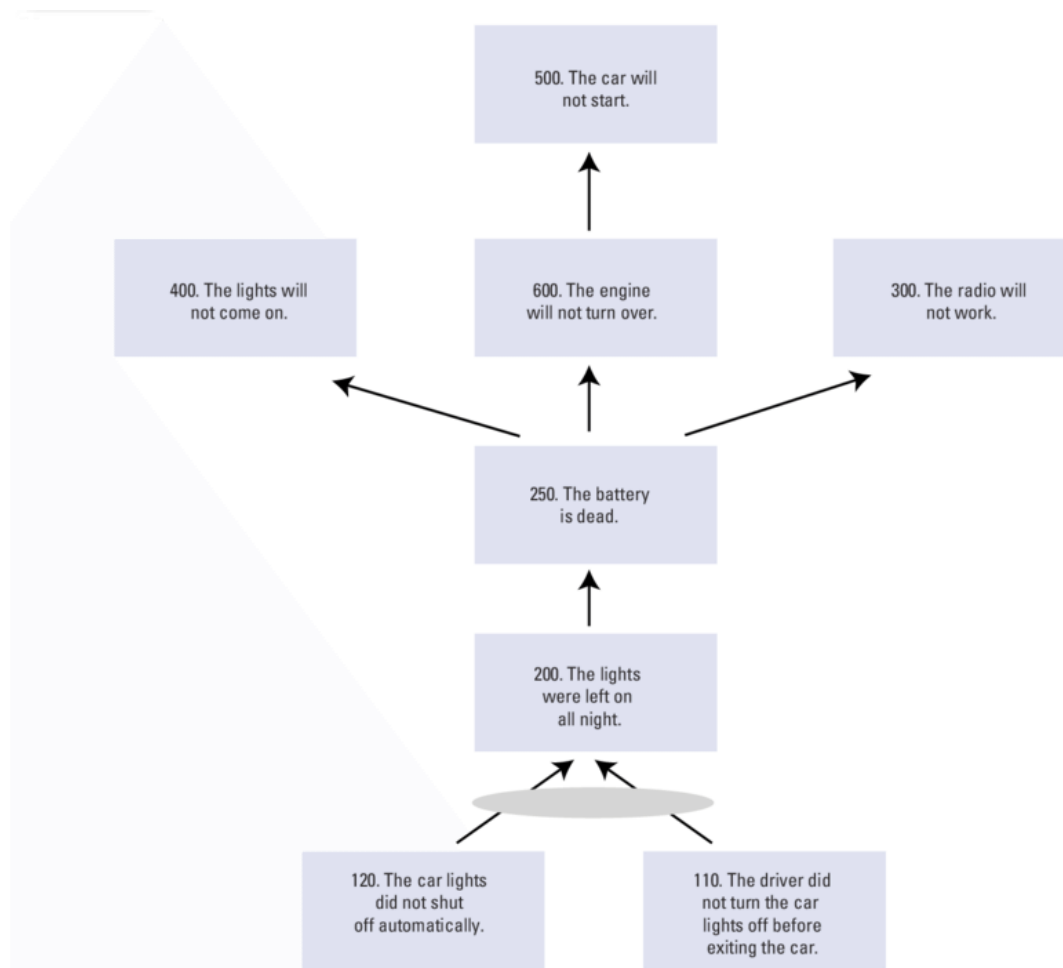 500. The car will
not start.
400. The lights will
not come on.
600. The engine
will not turn over.
300. The radio will
not work.
250. The battery
is dead.
200. The lights
were left on
all night.
120. The car lights
did not shut
off automatically.
110. The driver did
not turn the car
lights off before
exiting the car.